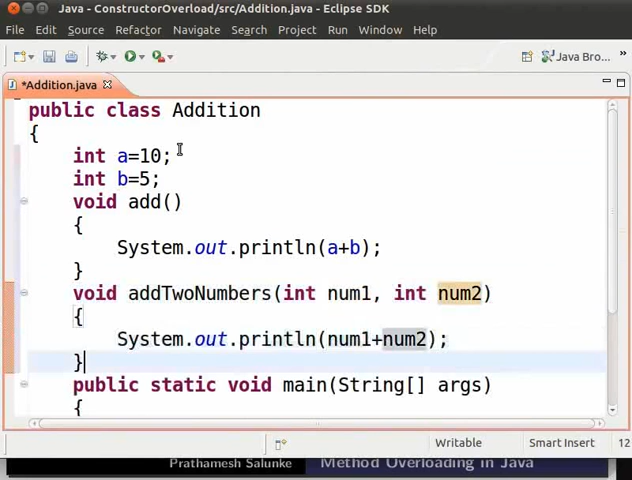 Java - ConstructorOverload/src/Addition.java - Eclipse SDK
File Edit Source Refactor Navigate Search Project Run Window Help
Java Bro... »
*Addition.java
public class Addition
{
int a=10;
int b=5;
void add()
{
System.out.println(a+b);
}
void addTwoNumbers(int num1, int num2)
{
System.out.println(num1+num2);
}
public static void main(String[] args)
{
Writable Smart Insert 12
Prathamesh Salunke Method Overloading in Java